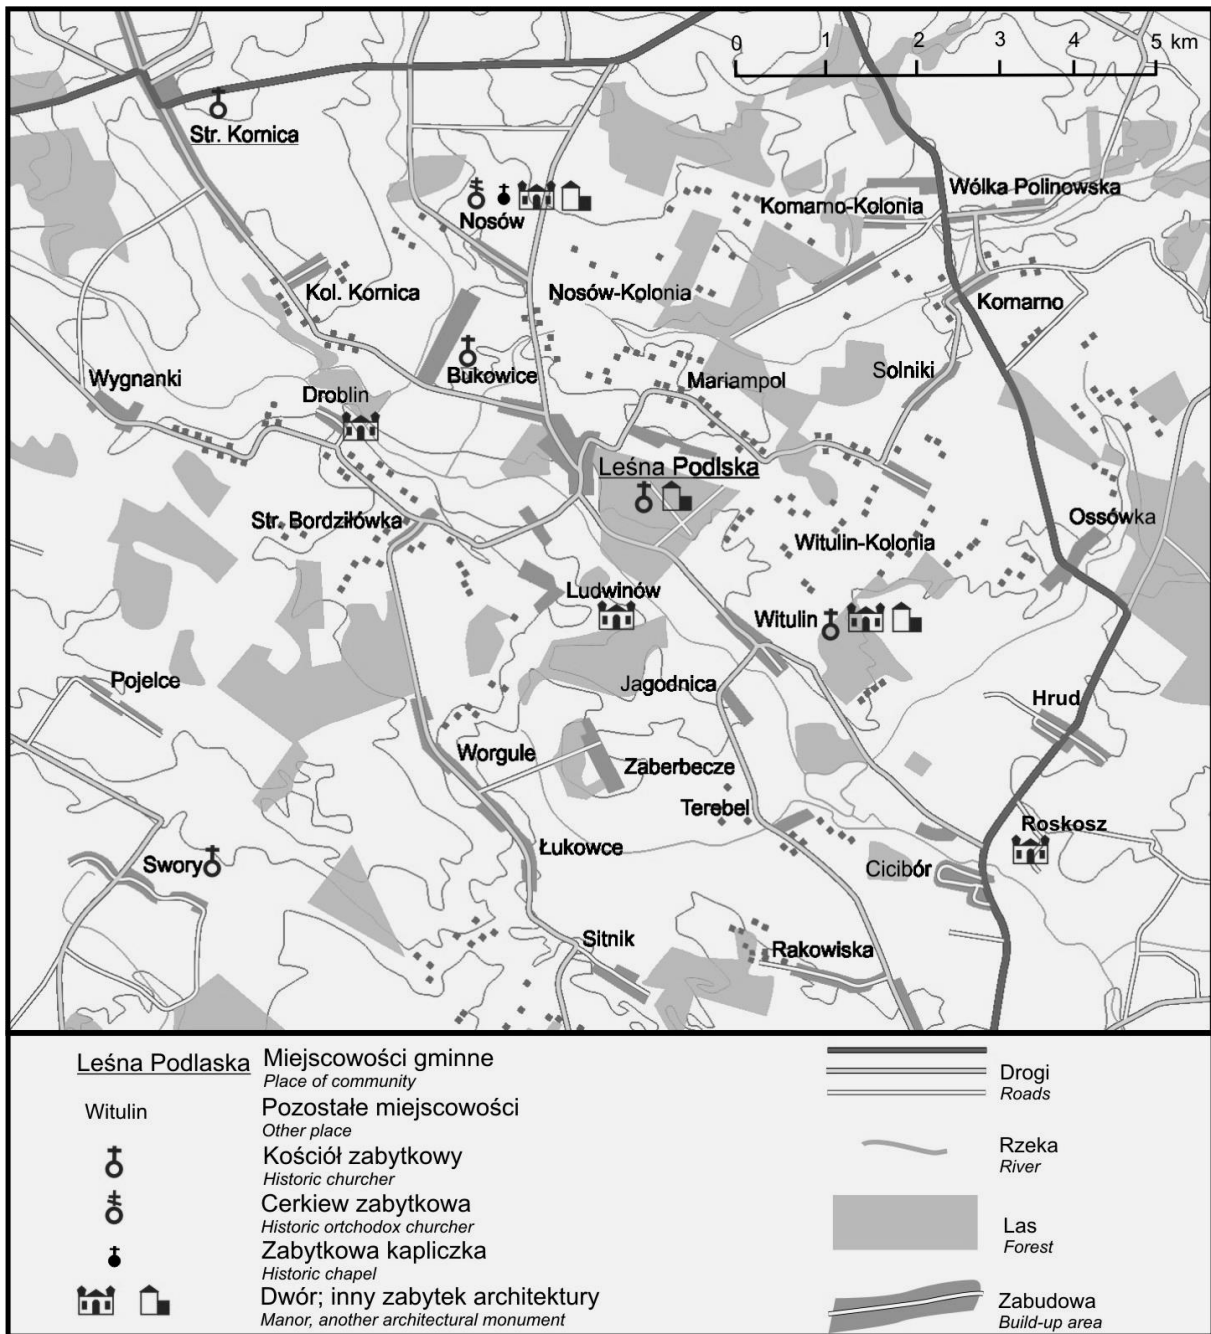 0 1 2 3 4 5 km
Str. Kornica
Nosów
Wólka Polinowska
Komarno-Kolonia
Kol. Kornica
Nosów-Kolonia
Komarno
Wygnanki
Bukowice
Droblin
Mariampol
Solniki
Leśna Podlska
Str. Bordziłówka
Ossówka
Witulin-Kolonia
Ludwinów
Witulin
Pojelce
Jagodnica
Hrud
Worgule
Zaberbecze
Terebel
Roskosz
Łukowce
Swory
Cicibór
Sitnik
Rakowiska
Leśna Podlaska
Miejscowości gminne
Place of community
Witulin
Pozostałe miejscowości
Other place
Kościół zabytkowy
Historic churcher
Cerkiew zabytkowa
Historic ortchodox churcher
Zabytkowa kapliczka
Historic chapel
Dwór; inny zabytek architektury
Manor, another architectural monument
Drogi
Roads
Rzeka
River
Las
Forest
Zabudowa
Build-up area